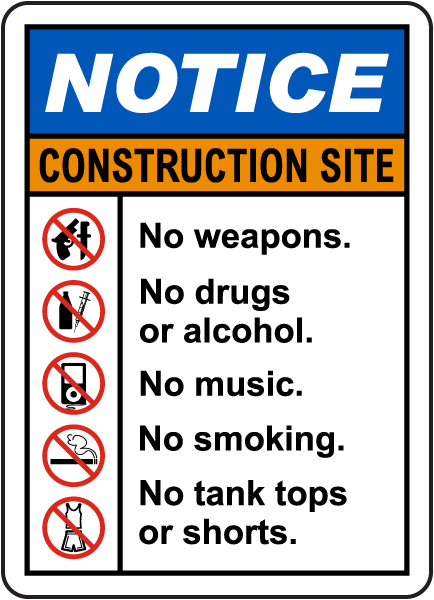 NOTICE
CONSTRUCTION SITE
No weapons.
No drugs
or alcohol.
No music.
No smoking.
No tank tops
or shorts.